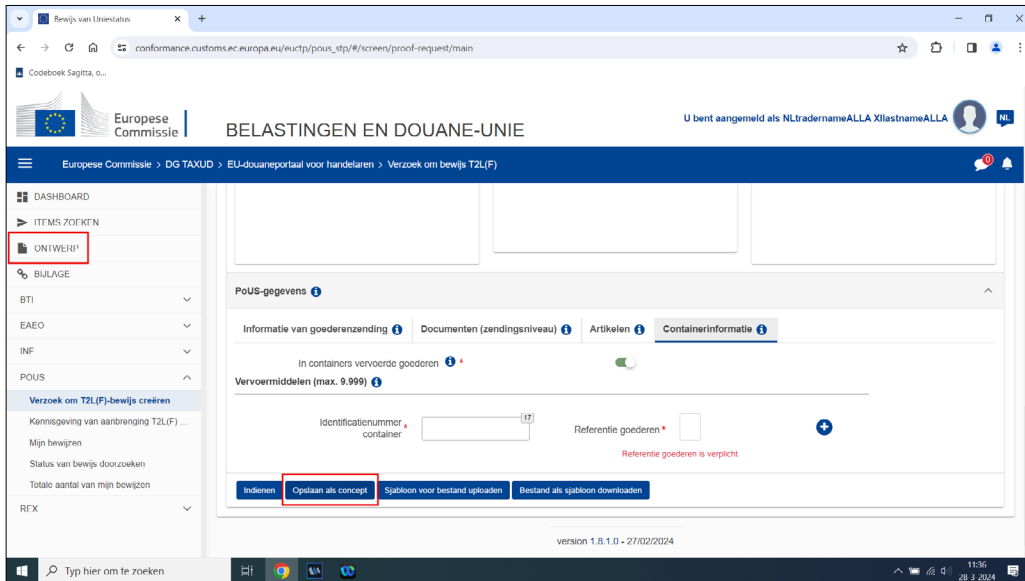 Bewijs van Uniestatus
conformance.customs.ec.europa.eu/euctp/pous_stp/#/screen/proof-request/main
Codeboek Sagitta, o...
Europese
Commissie
BELASTINGEN EN DOUANE-UNIE
U bent aangemeld als NLtradernameALLA XIlastnameALLA
NL
Europese Commissie > DG TAXUD > EU-douaneportaal voor handelaren > Verzoek om bewijs T2L(F)
0
DASHBOARD
ITEMS ZOEKEN
ONTWERP
BIJLAGE
BTI
EAEO
INF
POUS
Verzoek om T2L(F)-bewijs creëren
Kennisgeving van aanbrenging T2L(F) ...
Mijn bewijzen
Status van bewijs doorzoeken
Totale aantal van mijn bewijzen
REX
PoUS-gegevens
Informatie van goederenzending Documenten (zendingsniveau) Artikelen Containerinformatie
In containers vervoerde goederen *
Vervoermiddelen (max. 9.999)
Identificatienummer container *
17
Referentie goederen *
Referentie goederen is verplicht
Indienen Opslaan als concept Sjabloon voor bestand uploaden Bestand als sjabloon downloaden
version 1.8.1.0 - 27/02/2024
Typ hier om te zoeken
11:36
28-3-2024